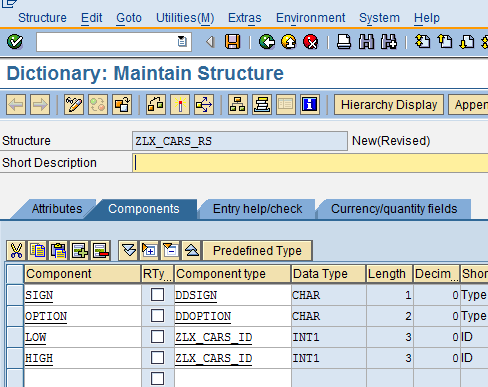 Structure Edit Goto Utilities(M) Extras Environment System Help
Dictionary: Maintain Structure
Hierarchy Display Appen
Structure ZLX_CARS_RS New(Revised)
Short Description
Attributes Components Entry help/check Currency/quantity fields
Predefined Type
Component RTy... Component type Data Type Length Decim... Shor
SIGN DDSIGN CHAR 1 0 Type
OPTION DDOPTION CHAR 2 0 Type
LOW ZLX_CARS_ID INT1 3 0 ID
HIGH ZLX_CARS_ID INT1 3 0 ID